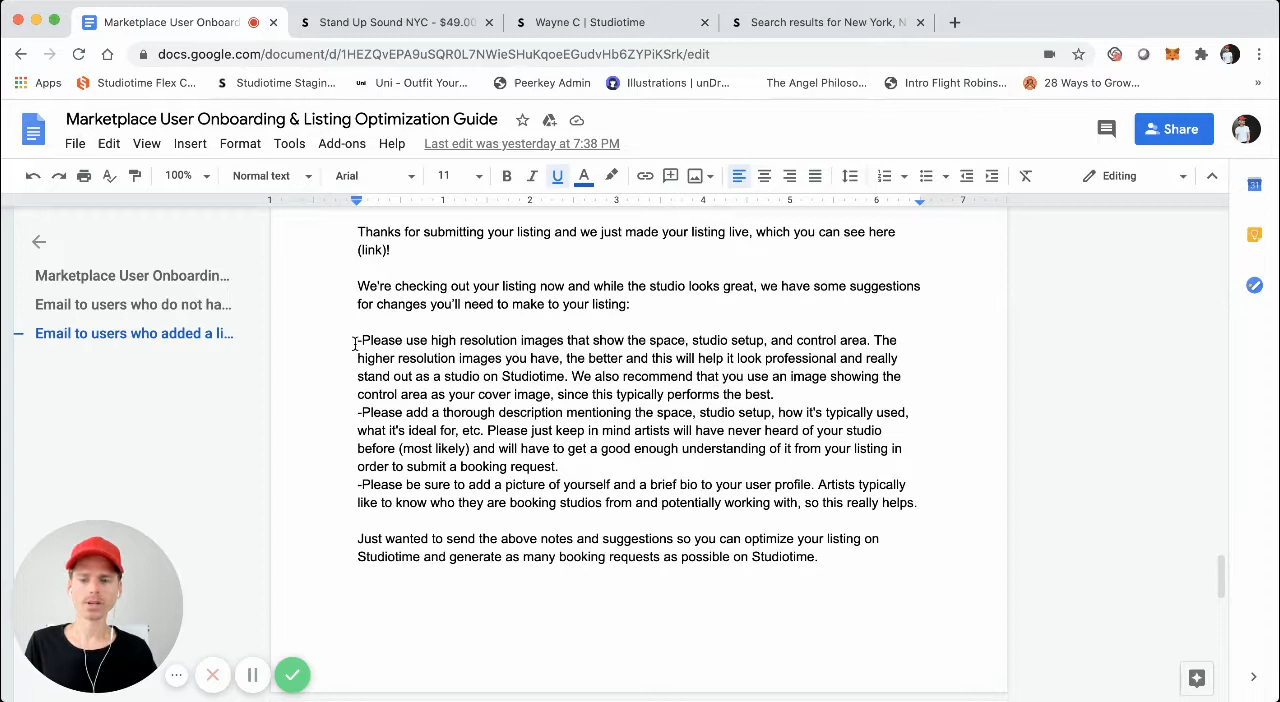 Marketplace User Onboard
Stand Up Sound NYC - $49.00
Wayne C | Studiotime
Search results for New York, N
docs.google.com/document/d/1HEZQvEPA9uSQR0L7NWieSHuKqoeEGudvHb6ZYPiKSrk/edit
Apps
Studiotime Flex C...
Studiotime Stagin...
Uni
Uni - Outfit Your...
Peerkey Admin
Illustrations | unDr...
The Angel Philoso...
Intro Flight Robins...
28 Ways to Grow...
»
Marketplace User Onboarding & Listing Optimization Guide
Share
File Edit View Insert Format Tools Add-ons Help Last edit was yesterday at 7:38 PM
100% Normal text Arial 11 B I U A Editing
1 1 2 3 4 5 6 7
31
Marketplace User Onboardin...
Email to users who do not ha...
Email to users who added a li...
Thanks for submitting your listing and we just made your listing live, which you can see here
(link)!
We're checking out your listing now and while the studio looks great, we have some suggestions
for changes you'll need to make to your listing:
-Please use high resolution images that show the space, studio setup, and control area. The
higher resolution images you have, the better and this will help it look professional and really
stand out as a studio on Studiotime. We also recommend that you use an image showing the
control area as your cover image, since this typically performs the best.
-Please add a thorough description mentioning the space, studio setup, how it's typically used,
what it's ideal for, etc. Please just keep in mind artists will have never heard of your studio
before (most likely) and will have to get a good enough understanding of it from your listing in
order to submit a booking request.
-Please be sure to add a picture of yourself and a brief bio to your user profile. Artists typically
like to know who they are booking studios from and potentially working with, so this really helps.
Just wanted to send the above notes and suggestions so you can optimize your listing on
Studiotime and generate as many booking requests as possible on Studiotime.